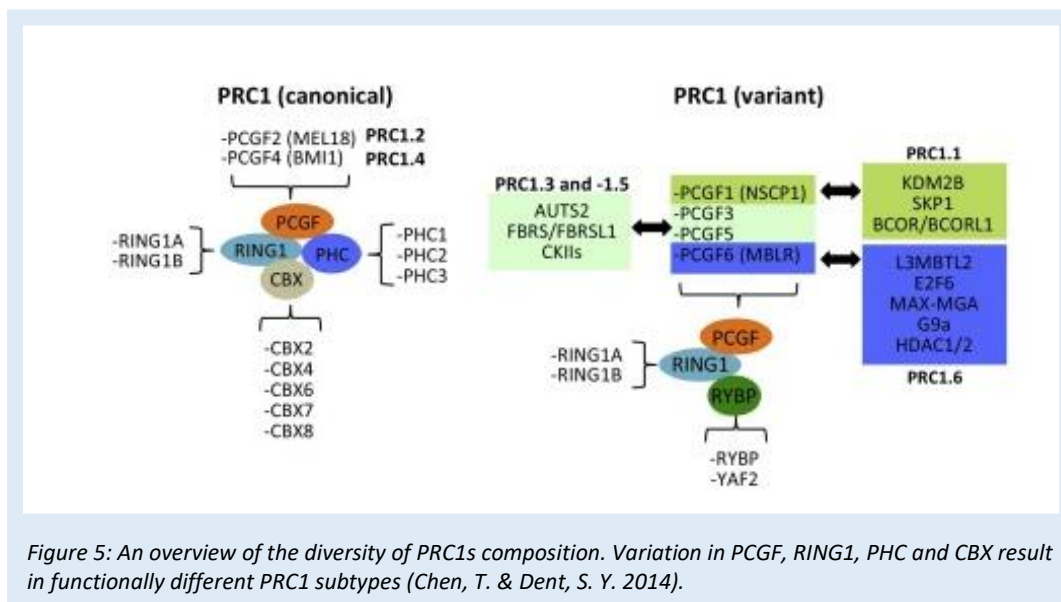 PRC1 (canonical)
-PCGF2 (MEL18) PRC1.2
-PCGF4 (BMI1) PRC1.4
PCGF
-RING1A
-RING1B
RING1
PHC
-PHC1
-PHC2
-PHC3
CBX
-CBX2
-CBX4
-CBX6
-CBX7
-CBX8
PRC1 (variant)
PRC1.3 and -1.5
AUTS2
FBRS/FBRSL1
CKIIs
-PCGF1 (NSCP1)
-PCGF3
-PCGF5
-PCGF6 (MBLR)
PRC1.1
KDM2B
SKP1
BCOR/BCORL1
L3MBTL2
E2F6
MAX-MGA
G9a
HDAC1/2
PRC1.6
PCGF
-RING1A
-RING1B
RING1
RYBP
-RYBP
-YAF2
Figure 5: An overview of the diversity of PRC1s composition. Variation in PCGF, RING1, PHC and CBX result
in functionally different PRC1 subtypes (Chen, T. & Dent, S. Y. 2014).